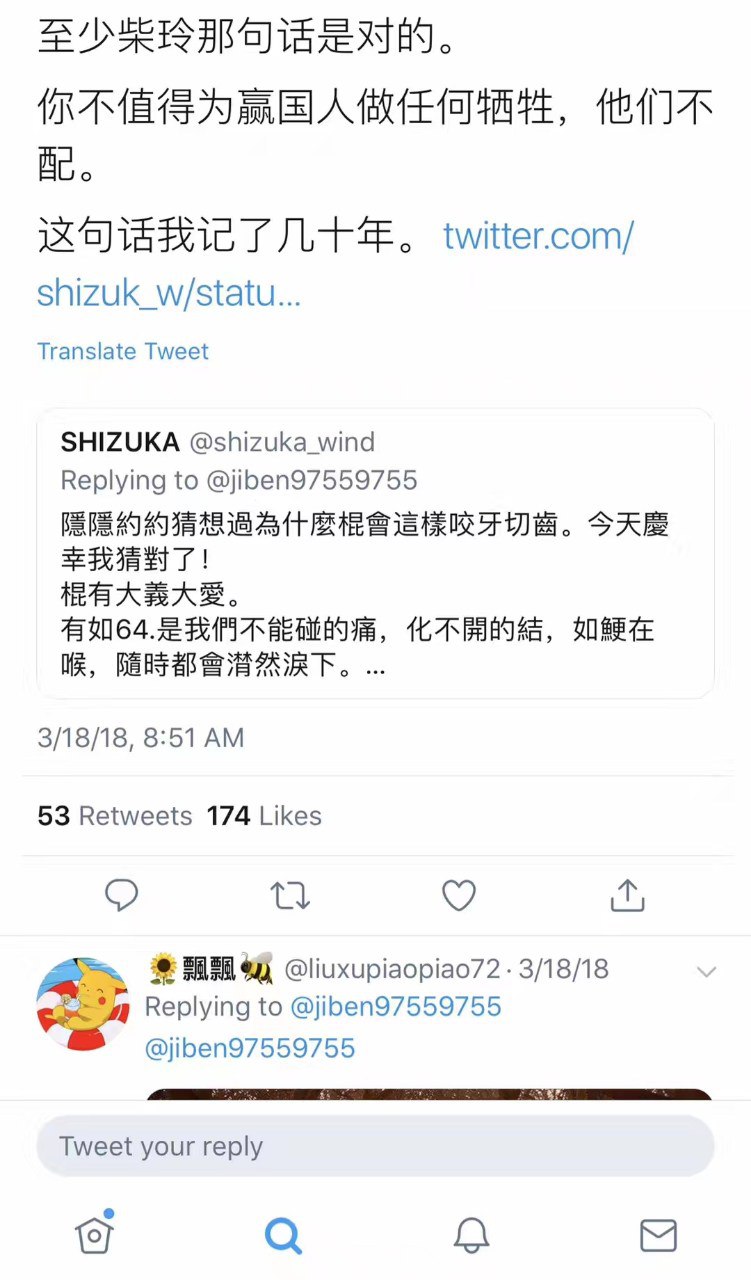 至少柴玲那句话是对的。
你不值得为赢国人做任何牺牲，他们不
配。
这句话我记了几十年。 twitter.com/
shizuk_w/statu...
Translate Tweet
SHIZUKA @shizuka_wind
Replying to @jiben97559755
隱隱約約猜想過為什麼棍會這樣咬牙切齒。今天慶
幸我猜對了！
棍有大義大愛。
有如64.是我們不能碰的痛，化不開的結，如鯁在
喉，隨時都會潸然淚下。...
3/18/18, 8:51 AM
53 Retweets 174 Likes
🌻飄飄🐝 @liuxupiaopiao72 · 3/18/18
Replying to @jiben97559755
@jiben97559755
Tweet your reply